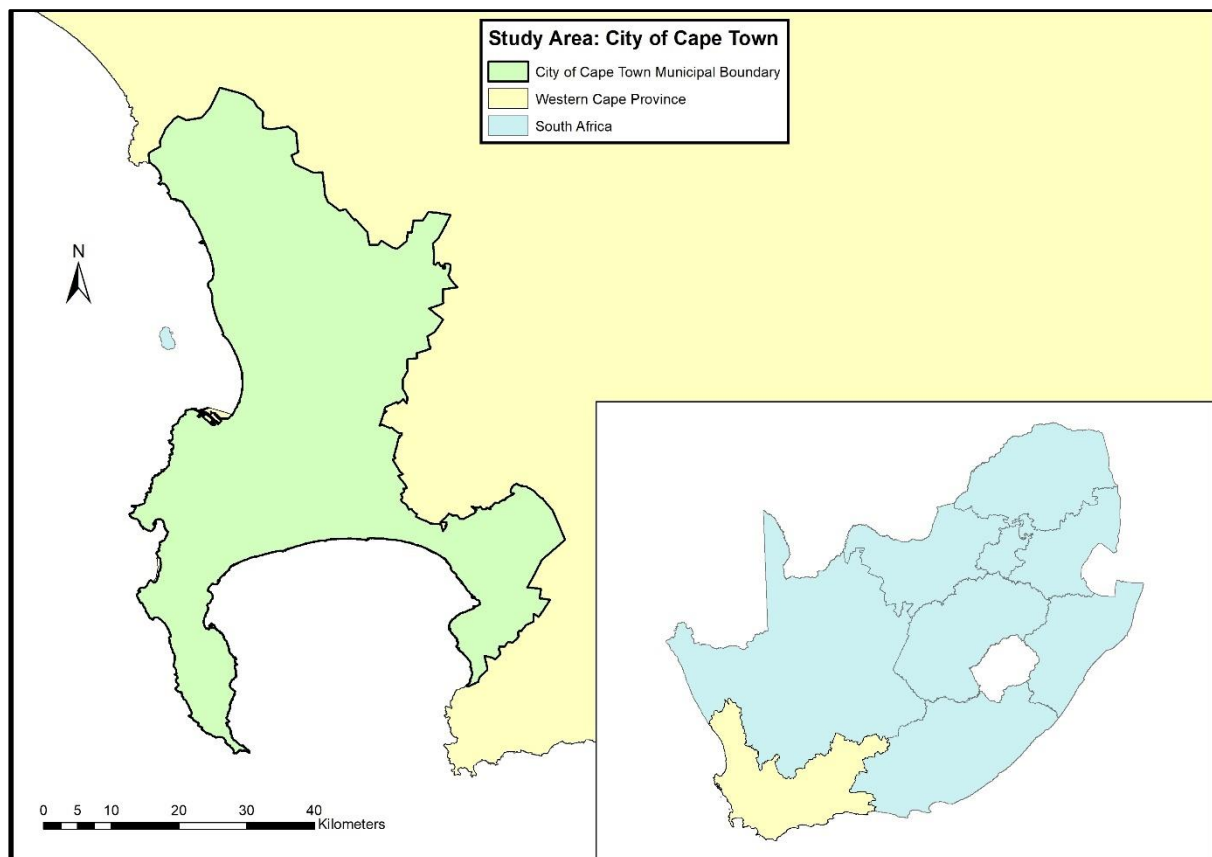 Study Area: City of Cape Town
City of Cape Town Municipal Boundary
Western Cape Province
South Africa
N
0 5 10 20 30 40
Kilometers